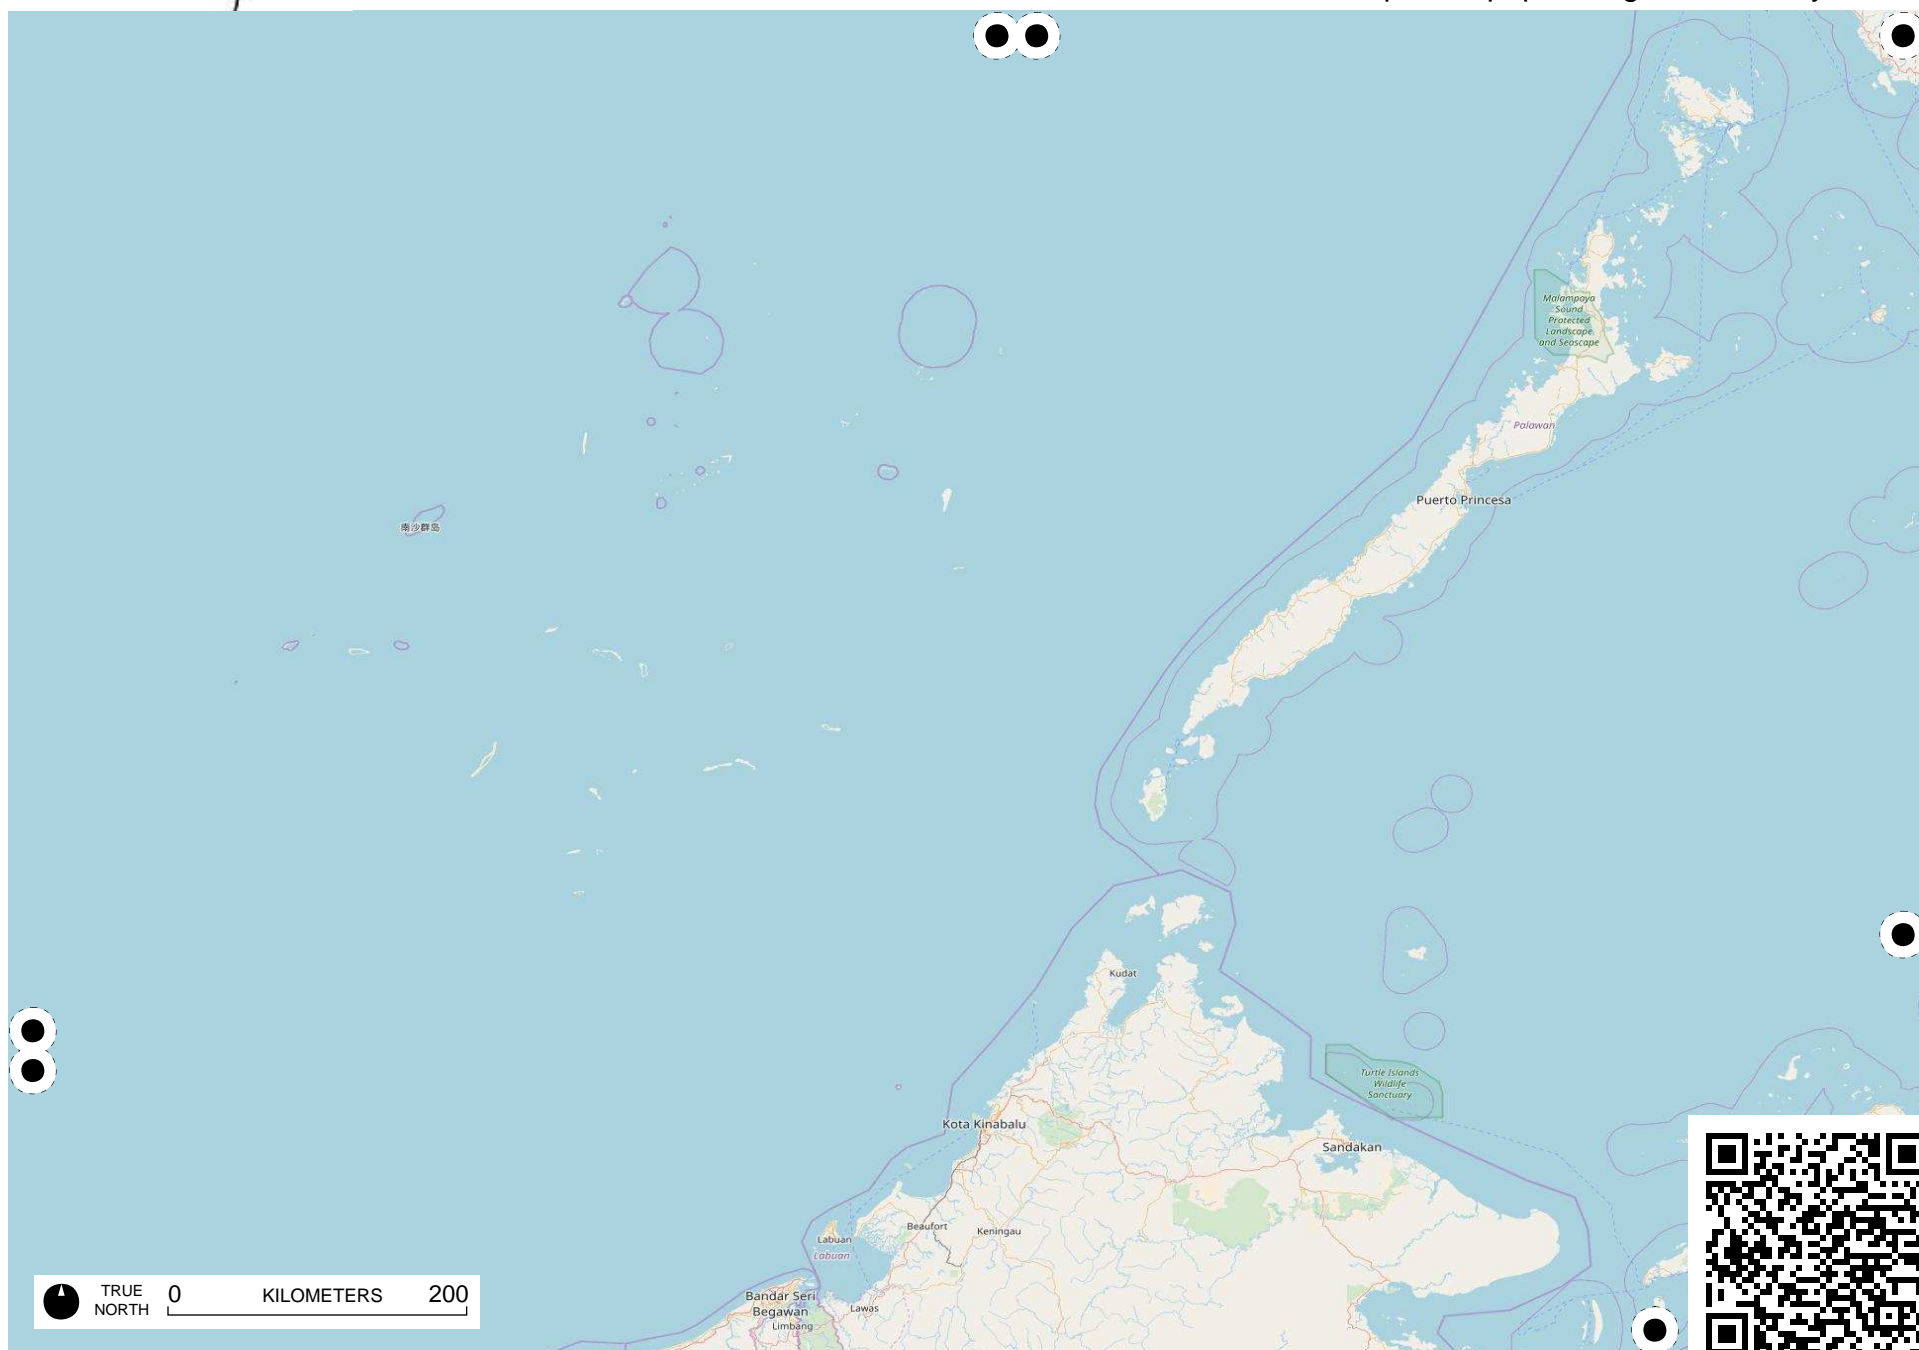 Malampaya
Sound
Protected
Landscape
and Seascape
Palawan
Puerto Princesa
南沙群岛
Kudat
Turtle Islands
Wildlife
Sanctuary
Kota Kinabalu
Sandakan
Beaufort
Keningau
Labuan
Labuan
TRUE
NORTH
0 KILOMETERS 200
Bandar Seri
Begawan
Lawas
Limbang